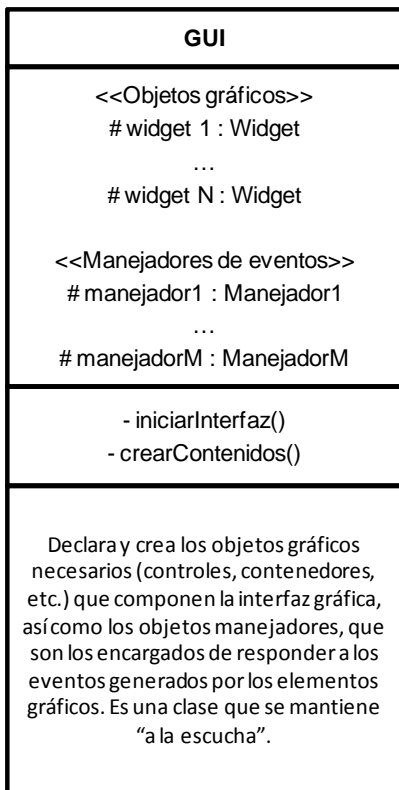 GUI
<<Objetos gráficos>>
# widget 1 : Widget
…
# widget N : Widget
<<Manejadores de eventos>>
# manejador1 : Manejador1
…
# manejadorM : ManejadorM
- iniciarInterfaz()
- crearContenidos()
Declara y crea los objetos gráficos
necesarios (controles, contenedores,
etc.) que componen la interfaz gráfica,
así como los objetos manejadores, que
son los encargados de responder a los
eventos generados por los elementos
gráficos. Es una clase que se mantiene
“a la escucha”.